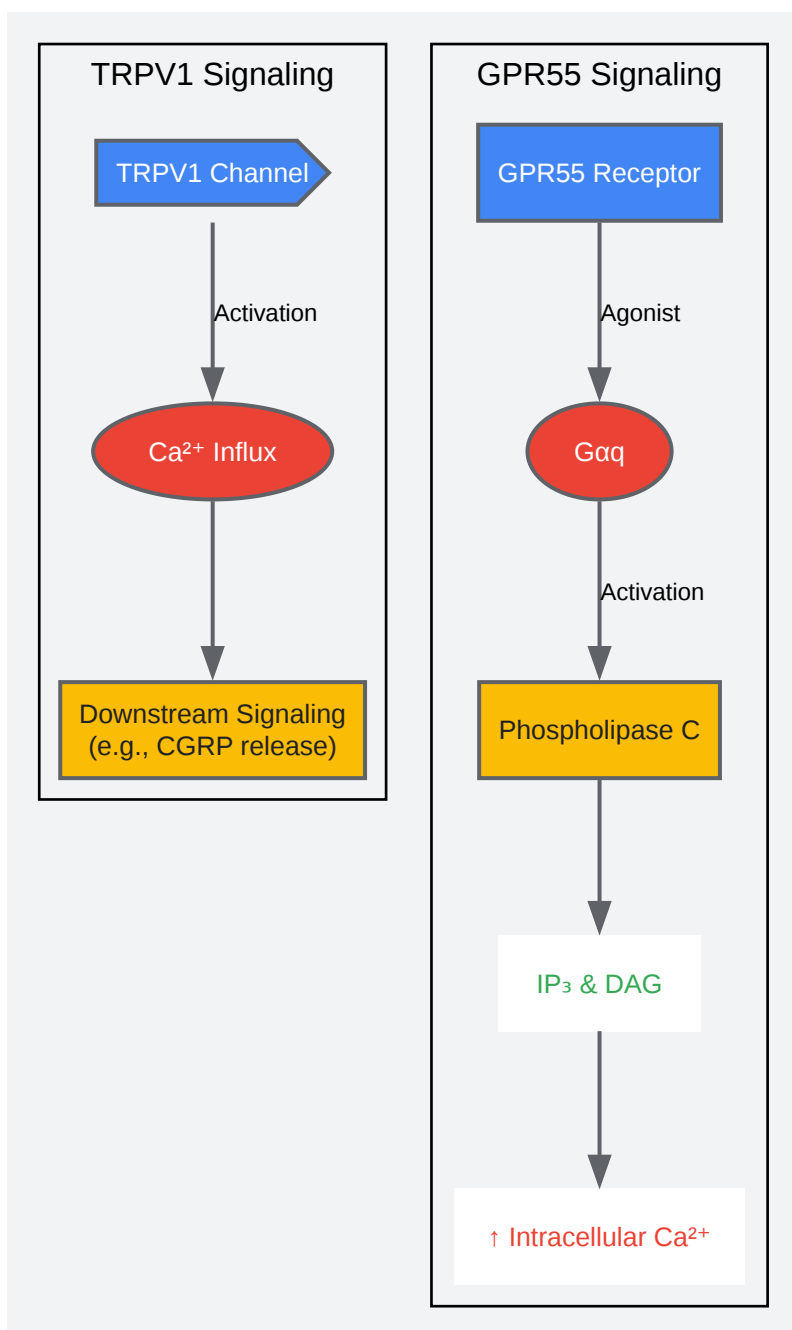 TRPV1 Signaling
TRPV1 Channel
Activation
Ca²⁺ Influx
Downstream Signaling
(e.g., CGRP release)
GPR55 Signaling
GPR55 Receptor
Agonist
Gαq
Activation
Phospholipase C
IP₃ & DAG
↑ Intracellular Ca²⁺